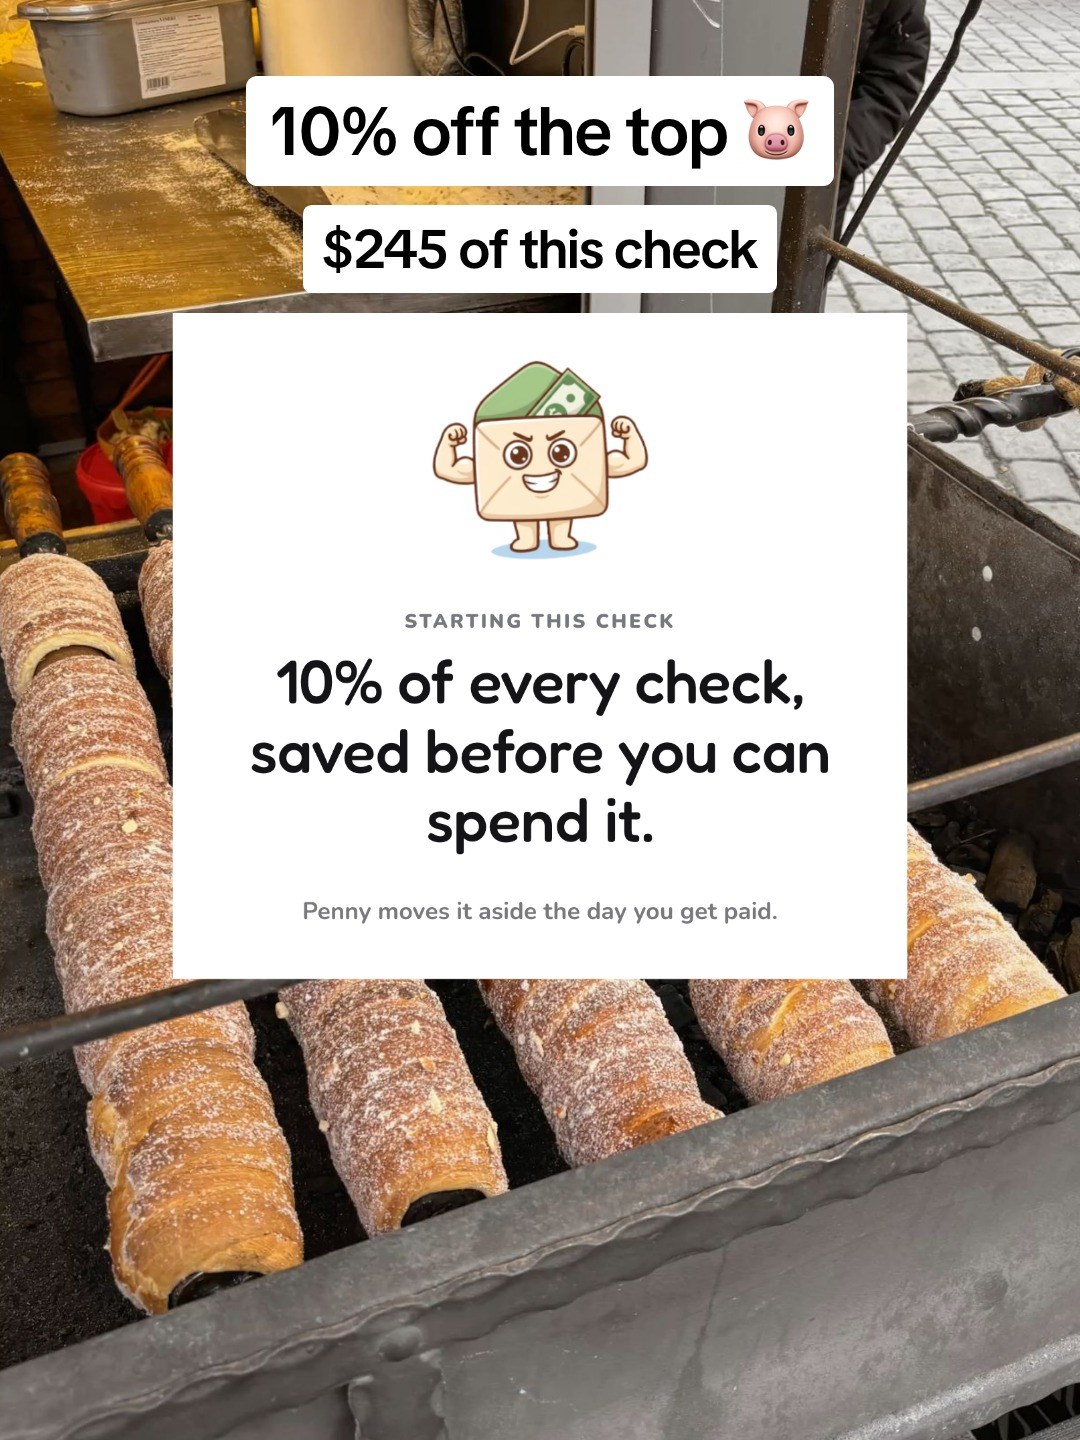 10% off the top 🐷
$245 of this check
STARTING THIS CHECK
10% of every check,
saved before you can
spend it.
Penny moves it aside the day you get paid.